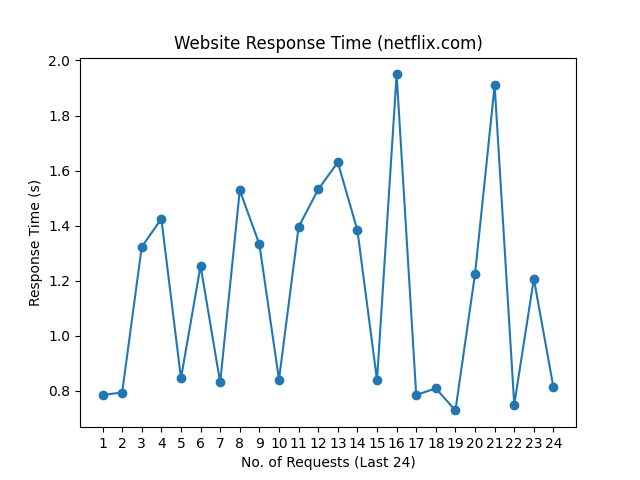 Website Response Time (netflix.com)
2.0
1.8
1.6
1.4
1.2
1.0
0.8
Response Time (s)
1 2 3 4 5 6 7 8 9 10 11 12 13 14 15 16 17 18 19 20 21 22 23 24
No. of Requests (Last 24)